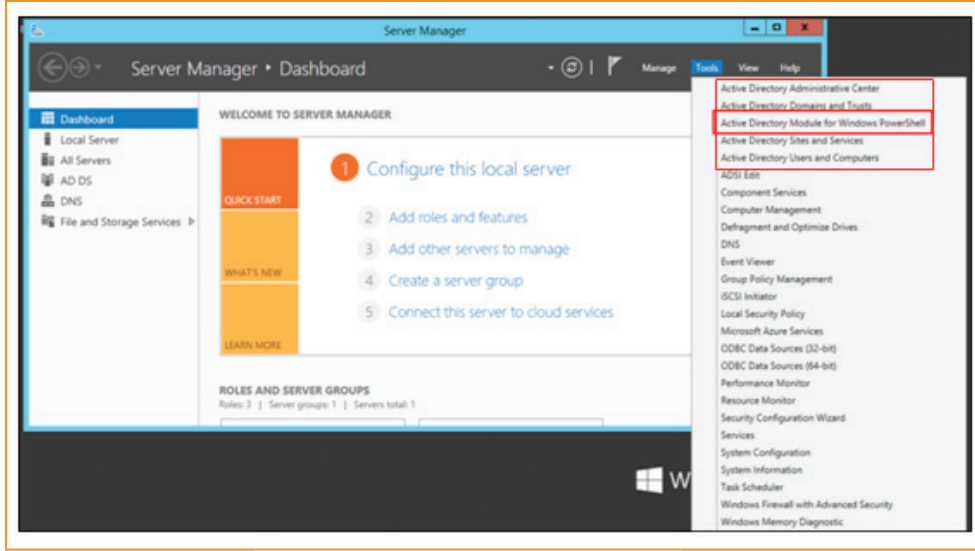 Server Manager
Server Manager • Dashboard
Manage Tools View Help
Dashboard
Local Server
All Servers
AD DS
DNS
File and Storage Services
WELCOME TO SERVER MANAGER
QUICK START
WHAT'S NEW
LEARN MORE
1 Configure this local server
2 Add roles and features
3 Add other servers to manage
4 Create a server group
5 Connect this server to cloud services
ROLES AND SERVER GROUPS
Roles: 3 | Server groups: 1 | Servers total: 1
Active Directory Administrative Center
Active Directory Domains and Trusts
Active Directory Module for Windows PowerShell
Active Directory Sites and Services
Active Directory Users and Computers
ADSI Edit
Component Services
Computer Management
Defragment and Optimize Drives
DNS
Event Viewer
Group Policy Management
iSCSI Initiator
Local Security Policy
Microsoft Azure Services
ODBC Data Sources (32-bit)
ODBC Data Sources (64-bit)
Performance Monitor
Resource Monitor
Security Configuration Wizard
Services
System Configuration
System Information
Task Scheduler
Windows Firewall with Advanced Security
Windows Memory Diagnostic
W